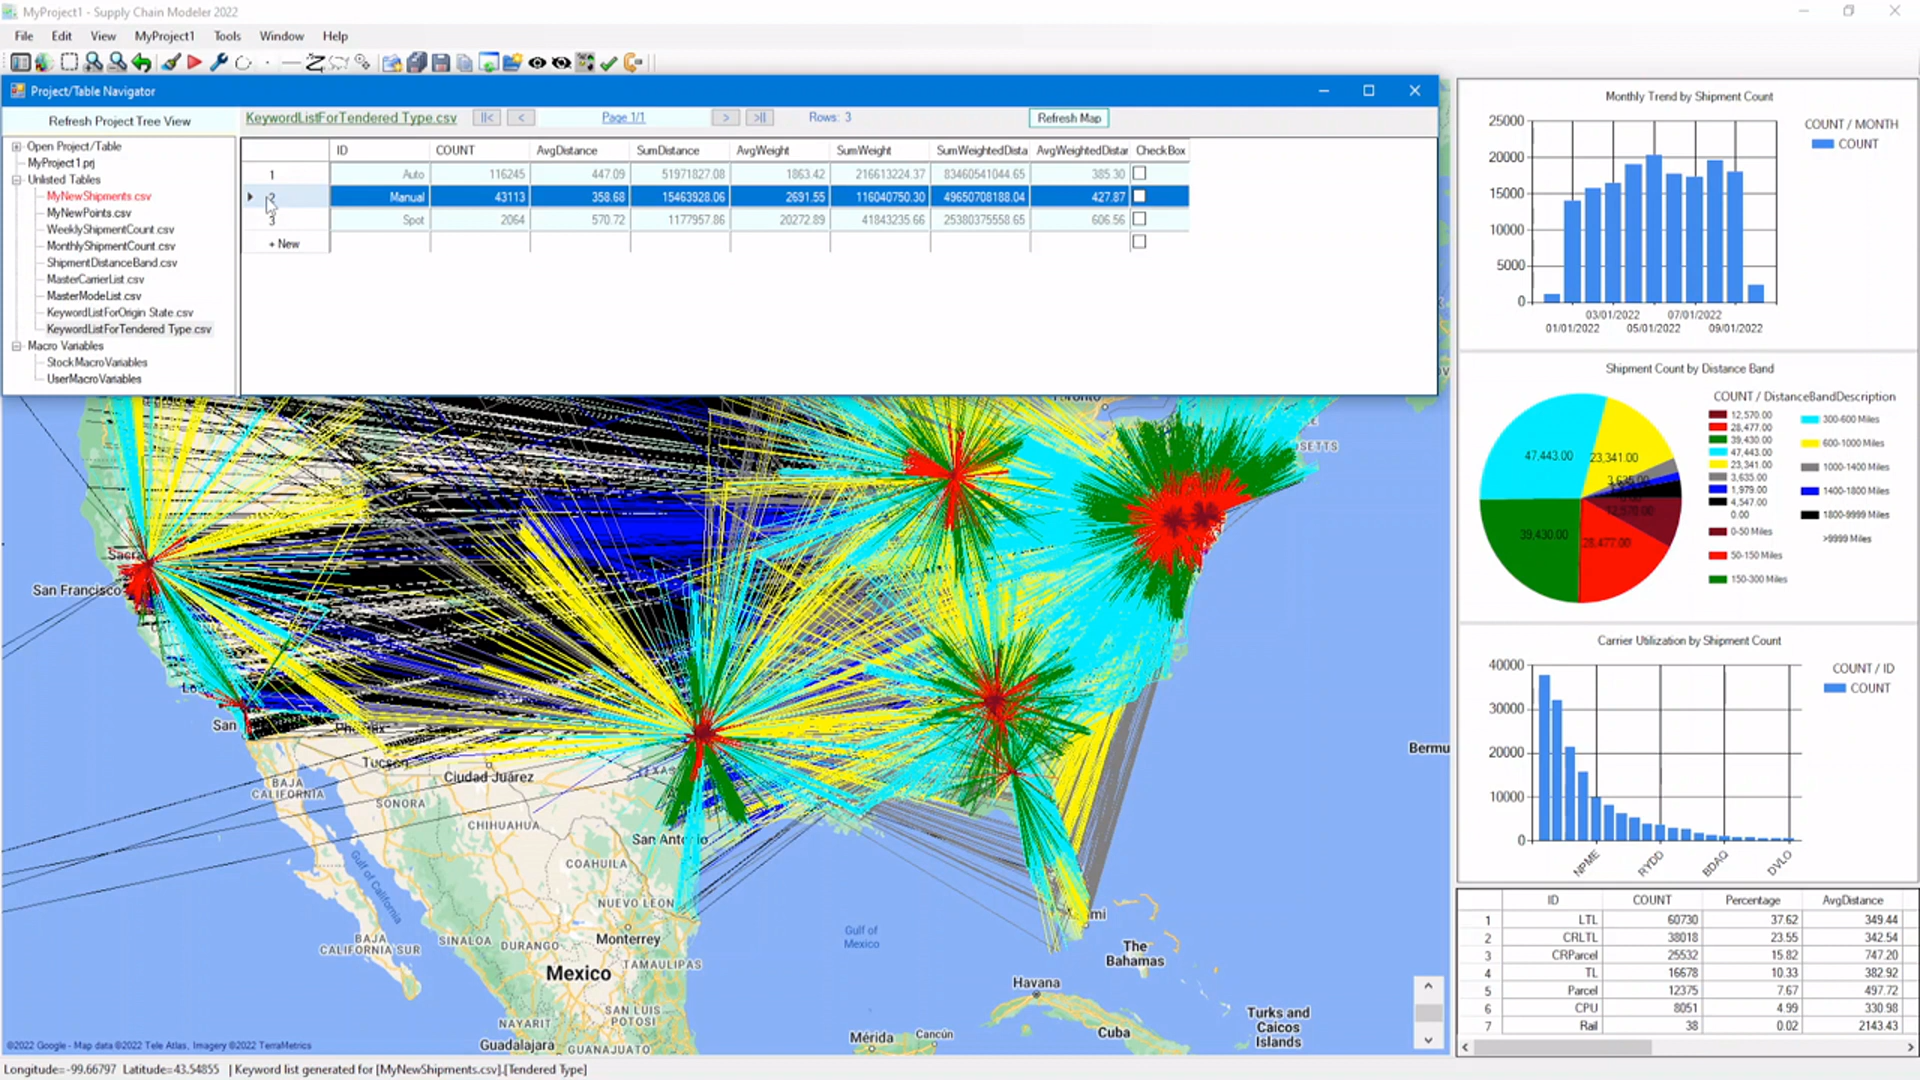 MyProject1 - Supply Chain Modeler 2022
File Edit View MyProject1 Tools Window Help
Project/Table Navigator
Refresh Project Tree View
KeywordListForTendered Type.csv ||< < Page 1/1 > >|| Rows: 3 Refresh Map
Open Project/Table
MyProject1.prj
Unlisted Tables
MyNewShipments.csv
MyNewPoints.csv
WeeklyShipmentCount.csv
MonthlyShipmentCount.csv
ShipmentDistanceBand.csv
MasterCarrierList.csv
MasterModeList.csv
KeywordListForOrigin State.csv
KeywordListForTendered Type.csv
Macro Variables
StockMacroVariables
UserMacroVariables
ID COUNT AvgDistance SumDistance AvgWeight SumWeight SumWeightedDista AvgWeightedDistar CheckBox
1 Auto 116245 447.09 51971827.08 1863.42 216613224.37 83460541044.65 385.30
2 Manual 43113 358.68 15463928.06 2691.55 116040750.30 49650708188.04 427.87
3 Spot 2064 570.72 1177957.86 20272.89 41843235.66 25380375558.65 606.56
+ New
Toronto
SETTS
Sacra
San Francisco
Lo
San
Phoenix
Tucson
Ciudad Juárez
TEXAS
BAJA
CALIFORNIA
SONORA
CHIHUAHUA
San Antonio
COAHUILA
Gulf of California
NUEVO LEON
BAJA
CALIFORNIA SUR
SINALOA
DURANGO
Monterrey
TAMAULIPAS
Mexico
SAN LUIS
POTOSI
NAYARIT
Guadalajara
GUANAJUATO
Gulf of
Mexico
mi
The
Bahamas
Havana
Cuba
Mérida
Cancún
Turks and
Caicos
Islands
Bermu
©2022 Google - Map data ©2022 Tele Atlas, Imagery ©2022 TerraMetrics
Monthly Trend by Shipment Count
COUNT / MONTH
COUNT
25000
20000
15000
10000
5000
0
03/01/2022 07/01/2022
01/01/2022 05/01/2022 09/01/2022
Shipment Count by Distance Band
COUNT / DistanceBandDescription
47,443.00
23,341.00
3,635.00
12,570.00
39,430.00
28,477.00
12,570.00
28,477.00
39,430.00
47,443.00
23,341.00
3,635.00
1,979.00
4,547.00
0.00
0-50 Miles
50-150 Miles
150-300 Miles
300-600 Miles
600-1000 Miles
1000-1400 Miles
1400-1800 Miles
1800-9999 Miles
>9999 Miles
Carrier Utilization by Shipment Count
COUNT / ID
COUNT
40000
30000
20000
10000
0
NPME RYDD BDAQ DVLO
ID COUNT Percentage AvgDistance
1 LTL 60730 37.62 349.44
2 CRLTL 38018 23.55 342.54
3 CRParcel 25532 15.82 747.20
4 TL 16678 10.33 382.92
5 Parcel 12375 7.67 497.72
6 CPU 8051 4.99 330.98
7 Rail 38 0.02 2143.43
Longitude=-99.66797 Latitude=43.54855 | Keyword list generated for [MyNewShipments.csv].[Tendered Type]